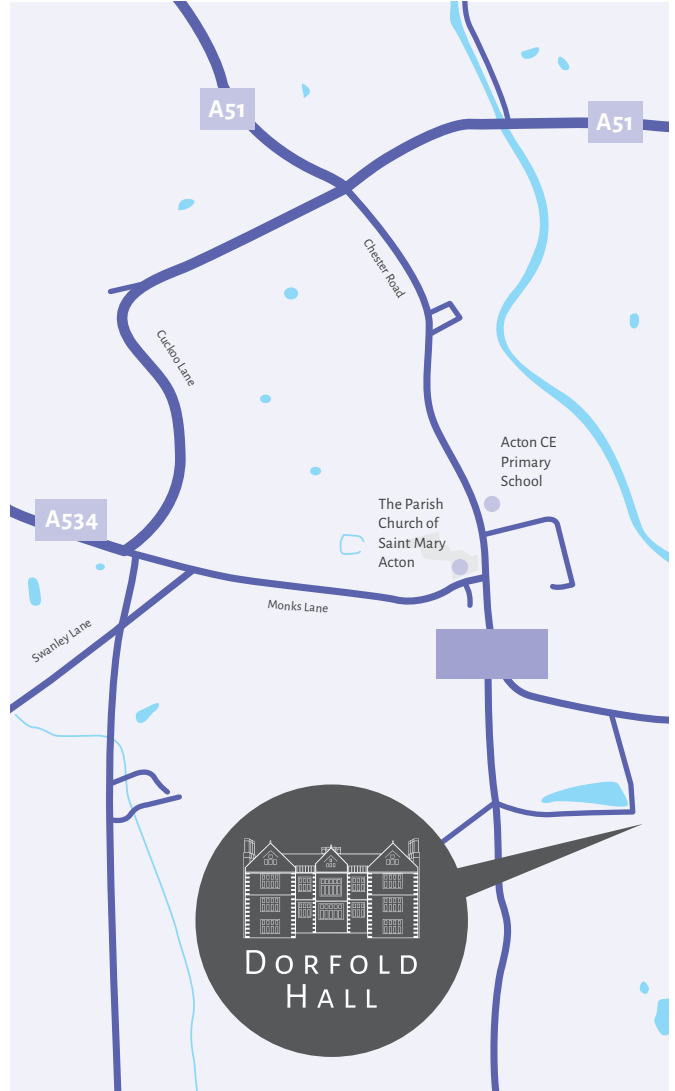 A51
A51
Chester Road
Cuckoo Lane
Acton CE
Primary
School
The Parish
Church of
Saint Mary
Acton
A534
Monks Lane
Swanley Lane
DORFOLD
HALL